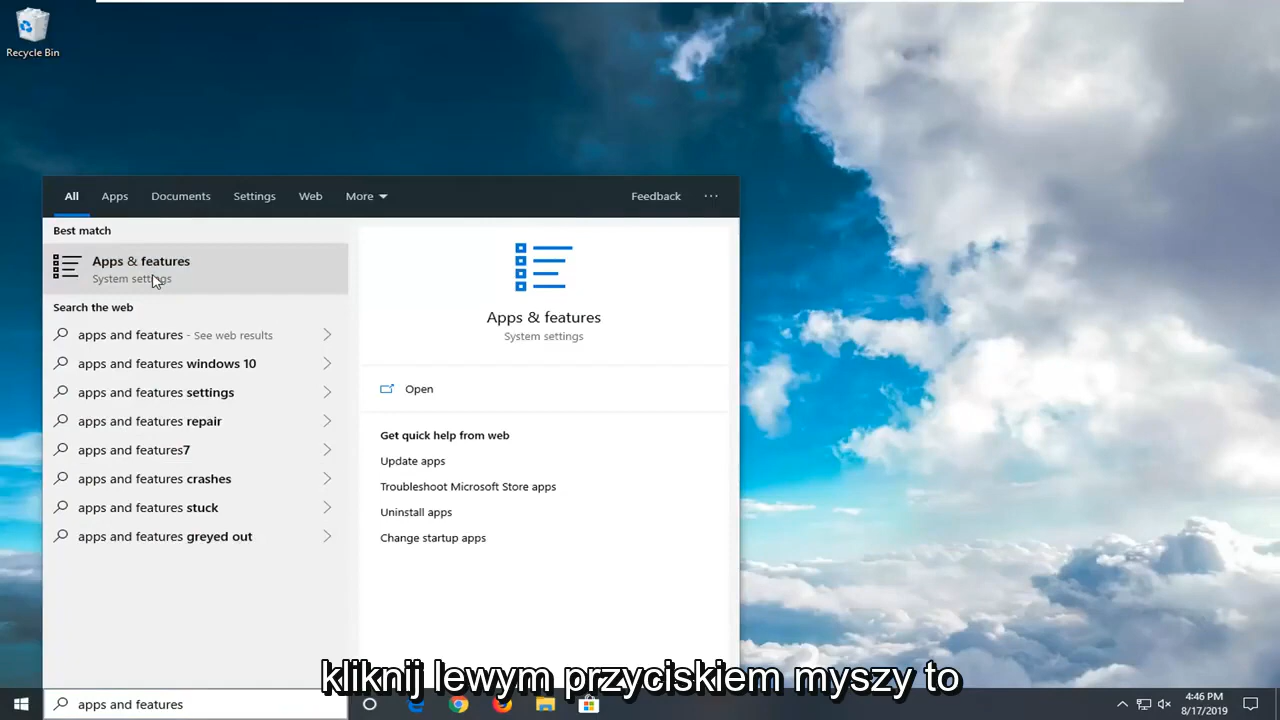 Recycle Bin
All Apps Documents Settings Web More Feedback ...
Best match
Apps & features
System settings
Search the web
apps and features - See web results
apps and features windows 10
apps and features settings
apps and features repair
apps and features7
apps and features crashes
apps and features stuck
apps and features greyed out
Apps & features
System settings
Open
Get quick help from web
Update apps
Troubleshoot Microsoft Store apps
Uninstall apps
Change startup apps
kliknij lewym przyciskiem myszy to
apps and features
4:46 PM
8/17/2019